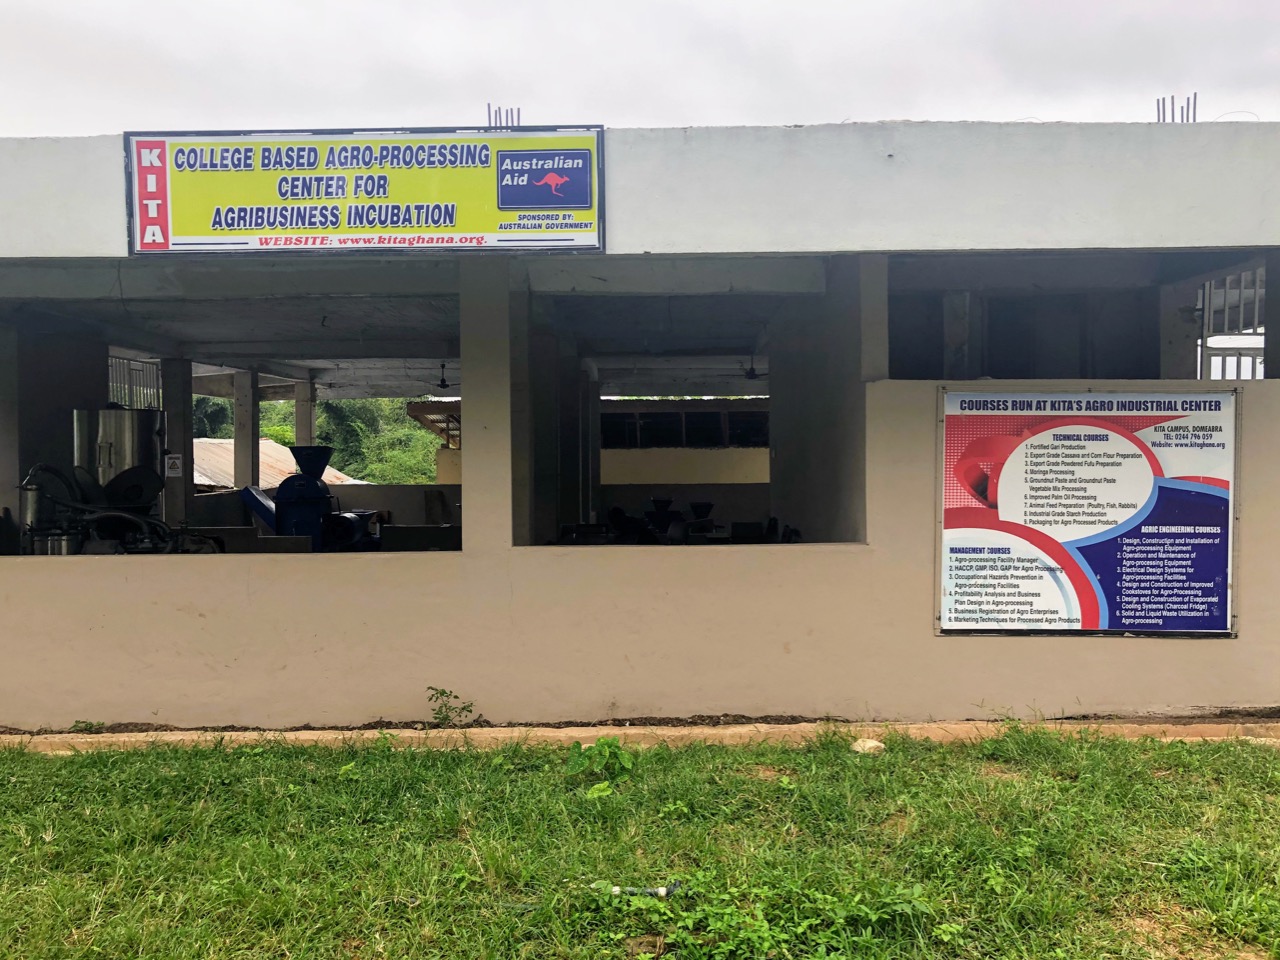 KITA
COLLEGE BASED AGRO-PROCESSING
CENTER FOR
AGRIBUSINESS INCUBATION
WEBSITE: www.kitaghana.org.
Australian
Aid
SPONSORED BY:
AUSTRALIAN GOVERNMENT
COURSES RUN AT KITA'S AGRO INDUSTRIAL CENTER
KITA CAMPUS, DOMEABRA
TEL: 0244 796 059
Website: www.kitaghana.org
TECHNICAL COURSES
1. Fortified Gari Production
2. Export Grade Cassava and Corn Flour Preparation
3. Export Grade Powdered Fufu Preparation
4. Moringa Processing
5. Groundnut Paste and Groundnut Paste
Vegetable Mix Processing
6. Improved Palm Oil Processing
7. Animal Feed Preparation (Poultry, Fish, Rabbits)
8. Industrial Grade Starch Production
9. Packaging for Agro Processed Products
MANAGEMENT COURSES
1. Agro-processing Facility Manager
2. HACCP, GMP, ISO, GAP for Agro Processing
3. Occupational Hazards Prevention in
Agro-processing Facilities
4. Profitability Analysis and Business
Plan Design in Agro-processing
5. Business Registration of Agro Enterprises
6. Marketing Techniques for Processed Agro Products
AGRIC ENGINEERING COURSES
1. Design, Construction and Installation of
Agro-processing Equipment
2. Operation and Maintenance of
Agro-processing Equipment
3. Electrical Design Systems for
Agro-processing Facilities
4. Design and Construction of Improved
Cookstoves for Agro-Processing
5. Design and Construction of Evaporated
Cooling Systems (Charcoal Fridge)
6. Solid and Liquid Waste Utilization in
Agro-processing